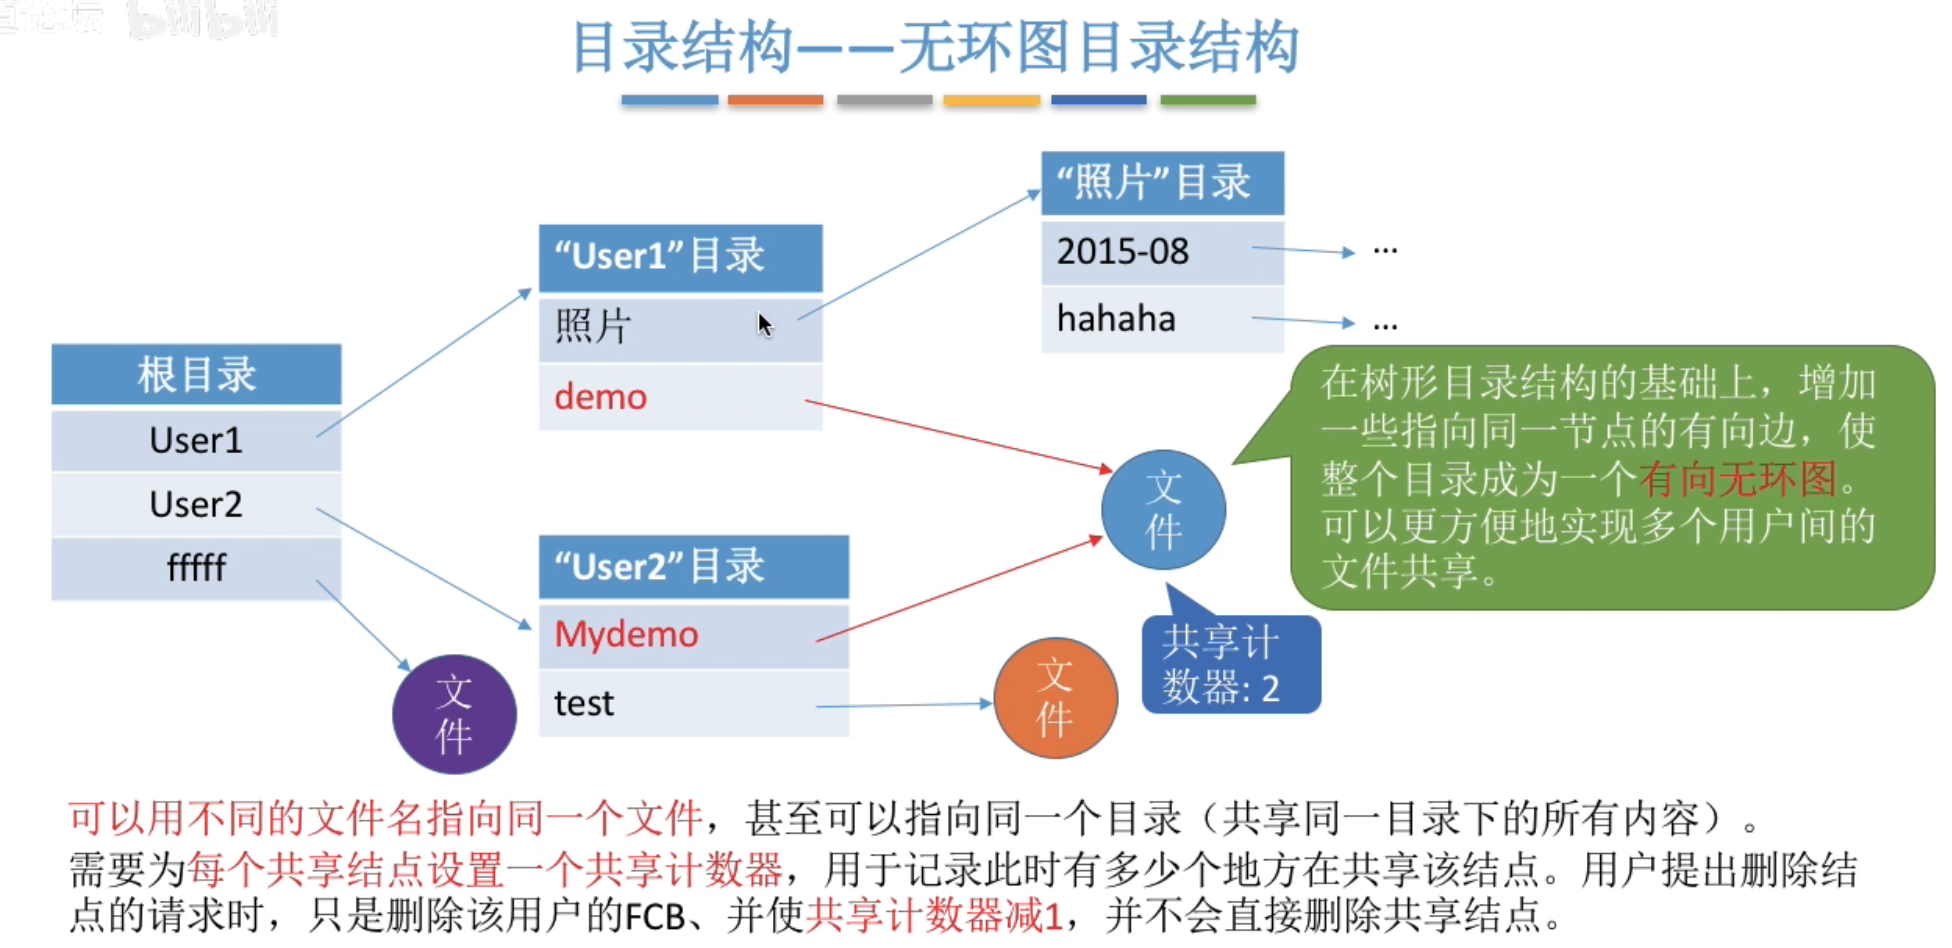 bilibili
目录结构——无环图目录结构
“照片”目录
2015-08
...
hahaha
...
“User1”目录
照片
demo
根目录
User1
User2
fffff
在树形目录结构的基础上，增加
一些指向同一节点的有向边，使
整个目录成为一个有向无环图。
可以更方便地实现多个用户间的
文件共享。
文
件
“User2”目录
Mydemo
test
共享计
数器: 2
文
件
文
件
可以用不同的文件名指向同一个文件，甚至可以指向同一个目录（共享同一目录下的所有内容）。
需要为每个共享结点设置一个共享计数器，用于记录此时有多少个地方在共享该结点。用户提出删除结
点的请求时，只是删除该用户的FCB、并使共享计数器减1，并不会直接删除共享结点。